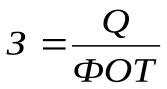 З = Q
ФОТ